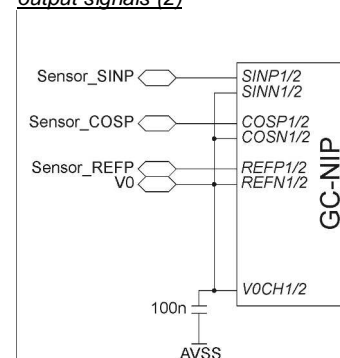 output signals (2)
Sensor_SINP SINP1/2
SINN1/2
Sensor_COSP COSP1/2
COSN1/2
Sensor_REFP REFP1/2
V0 REFN1/2
GC-NIP
V0CH1/2
100n
AVSS